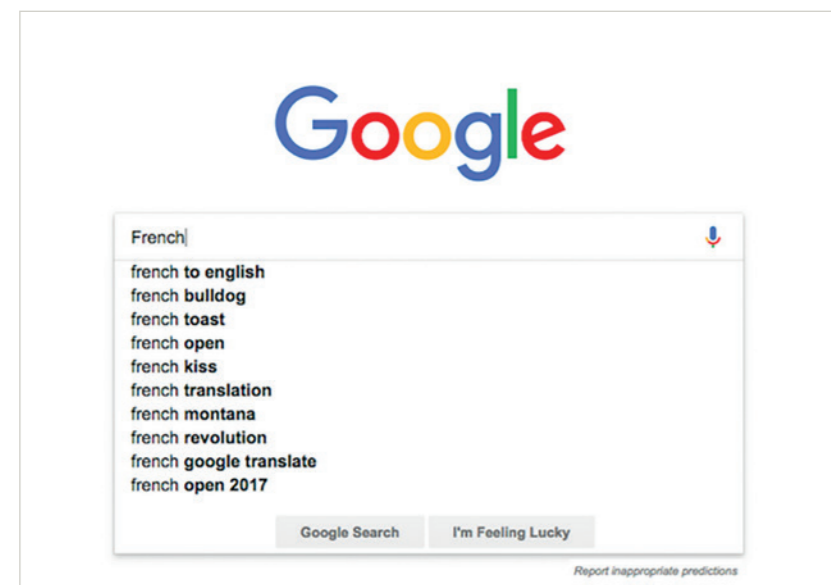 Google
French
french to english
french bulldog
french toast
french open
french kiss
french translation
french montana
french revolution
french google translate
french open 2017
Google Search I'm Feeling Lucky
Report inappropriate predictions